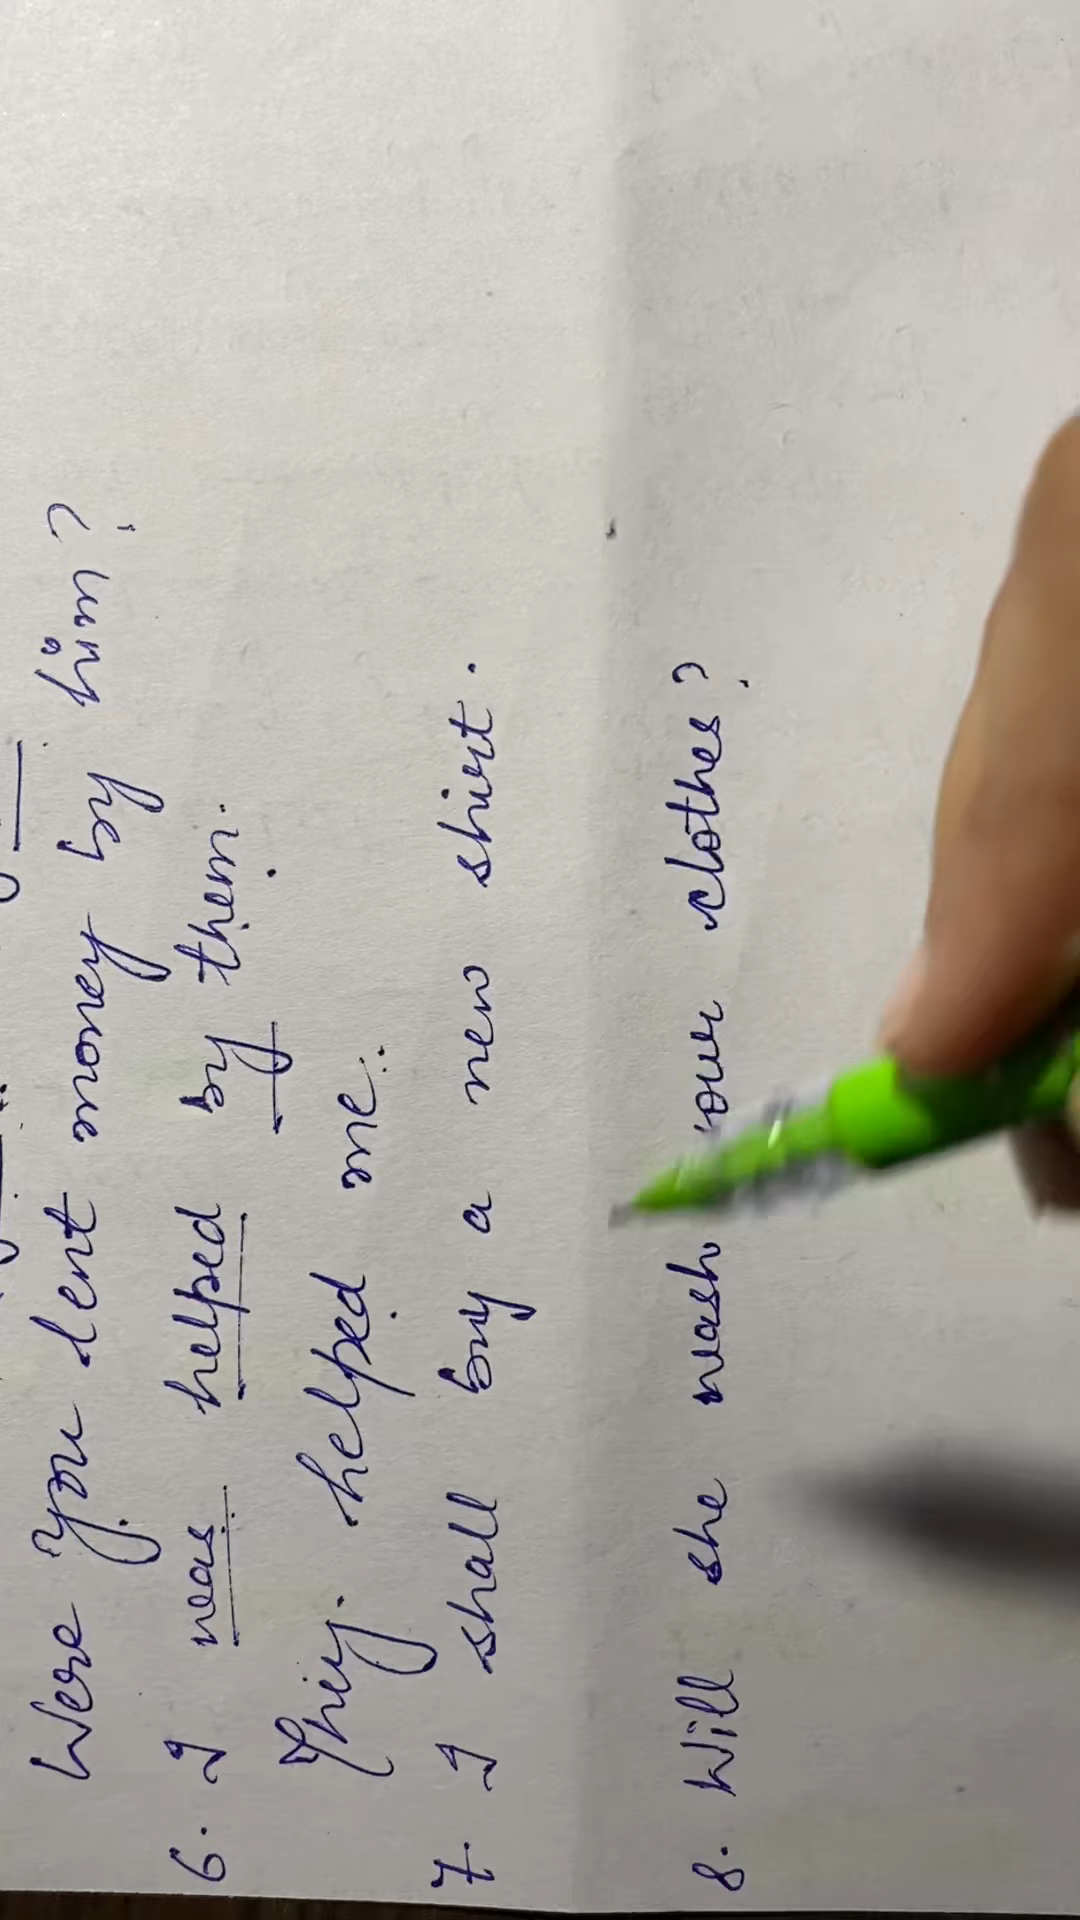 Were you lent money by him?
6. I was helped by them.
They helped me.
7. I shall buy a new shirt.
8. Will she wash our clothes?